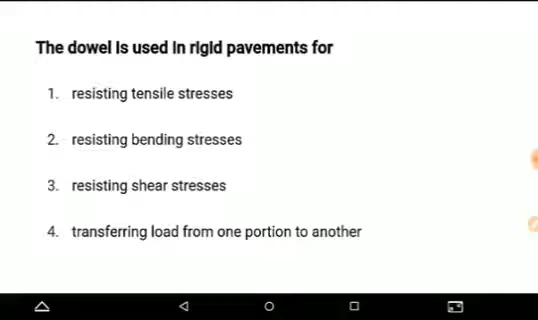 The dowel is used in rigid pavements for
1. resisting tensile stresses
2. resisting bending stresses
3. resisting shear stresses
4. transferring load from one portion to another